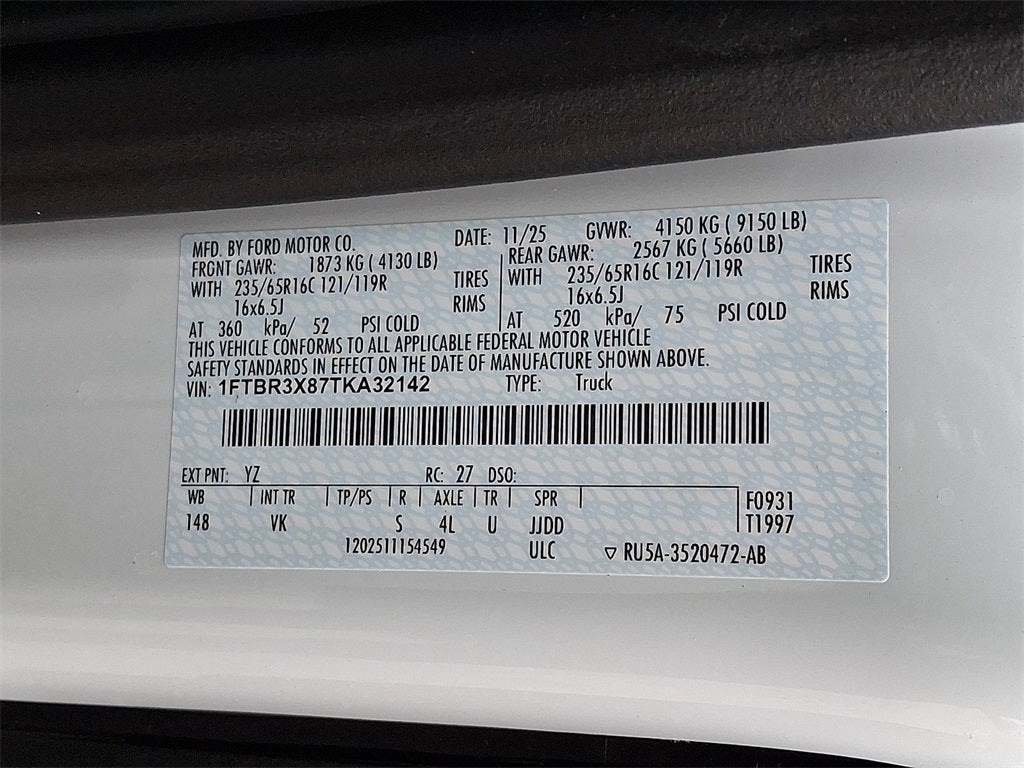 MFD. BY FORD MOTOR CO. DATE: 11/25 GVWR: 4150 KG ( 9150 LB)
FRGNT GAWR: 1873 KG ( 4130 LB) REAR GAWR: 2567 KG ( 5660 LB)
WITH 235/65R16C 121/119R TIRES WITH 235/65R16C 121/119R TIRES
16x6.5J RIMS 16x6.5J RIMS
AT 360 kPa/ 52 PSI COLD AT 520 kPa/ 75 PSI COLD
THIS VEHICLE CONFORMS TO ALL APPLICABLE FEDERAL MOTOR VEHICLE
SAFETY STANDARDS IN EFFECT ON THE DATE OF MANUFACTURE SHOWN ABOVE.
VIN: 1FTBR3X87TKA32142 TYPE: Truck
EXT PNT: YZ RC: 27 DSO:
WB INT TR TP/PS R AXLE TR SPR F0931
148 VK S 4L U JJDD T1997
1202511154549 ULC ▽ RU5A-3520472-AB